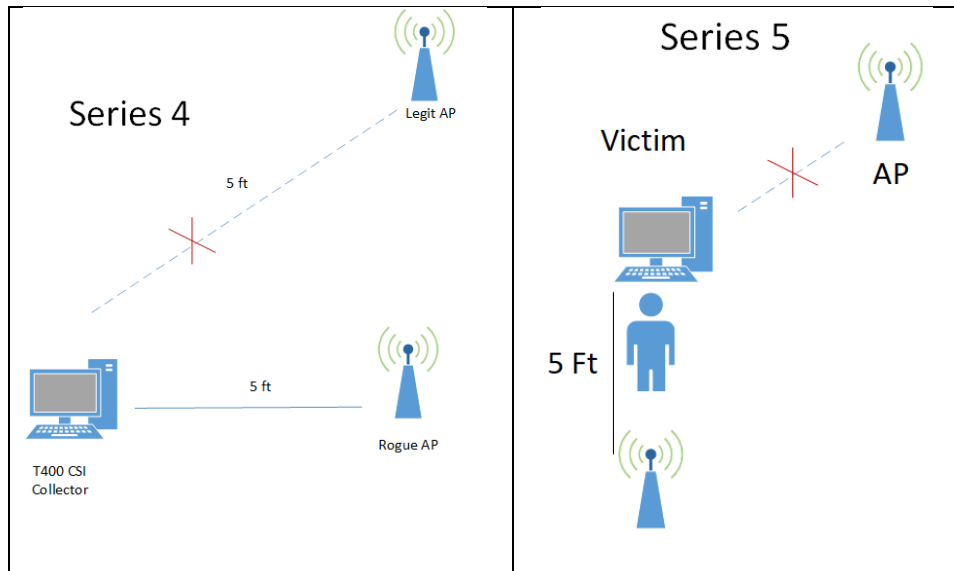 Series 4
Legit AP
5 ft
5 ft
Rogue AP
T400 CSI
Collector
Series 5
Victim
AP
5 Ft